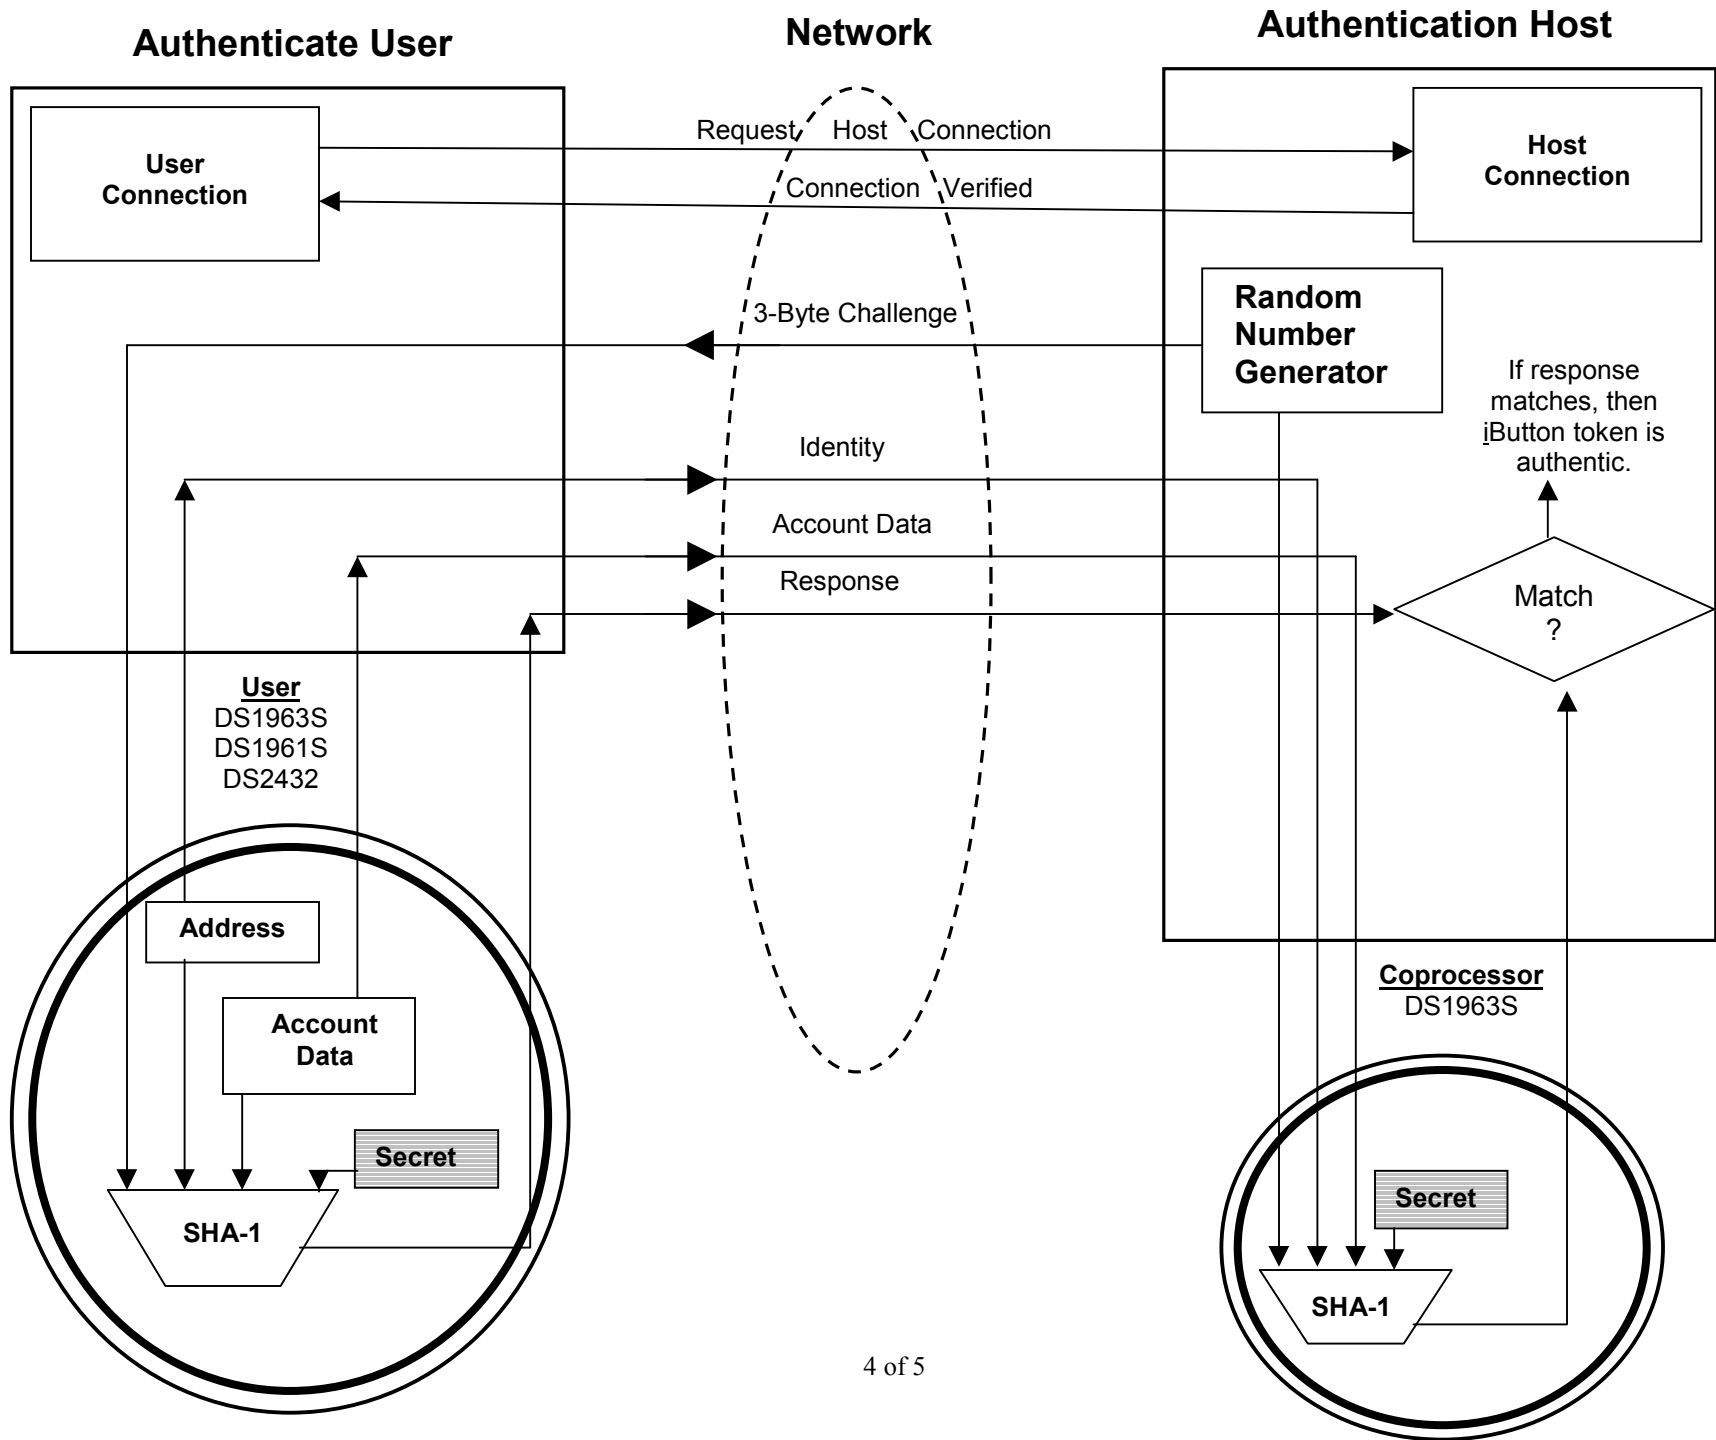 Authenticate User
Network
Authentication Host
User
Connection
Request Host Connection
Connection Verified
Host
Connection
3-Byte Challenge
Random
Number
Generator
If response
matches, then
iButton token is
authentic.
Identity
Account Data
Response
Match
?
User
DS1963S
DS1961S
DS2432
Address
Account
Data
Secret
SHA-1
Coprocessor
DS1963S
Secret
SHA-1
4 of 5